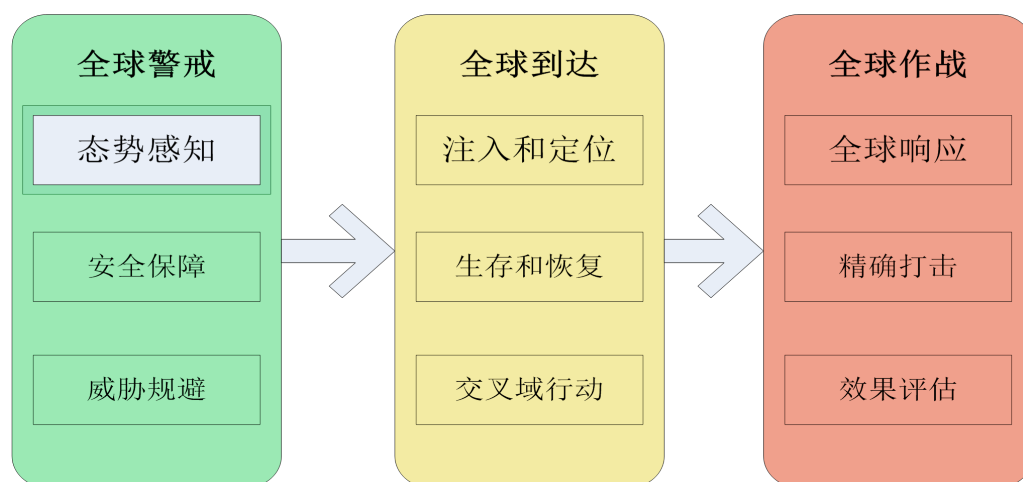 全球警戒
态势感知
安全保障
威胁规避
全球到达
注入和定位
生存和恢复
交叉域行动
全球作战
全球响应
精确打击
效果评估